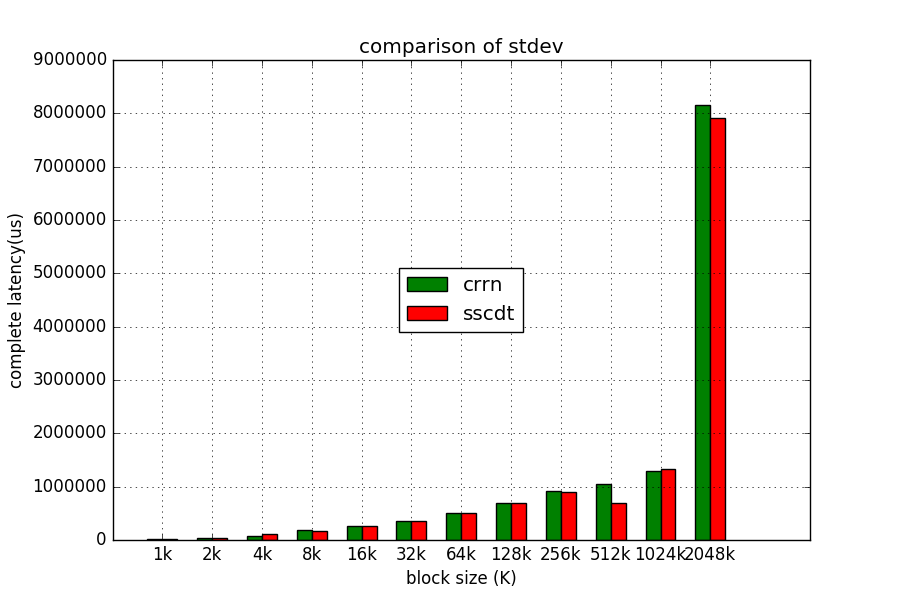 comparison of stdev
9000000
8000000
7000000
6000000
5000000
4000000
3000000
2000000
1000000
0
complete latency(us)
crrn
sscdt
1k 2k 4k 8k 16k 32k 64k 128k 256k 512k 1024k 2048k
block size (K)